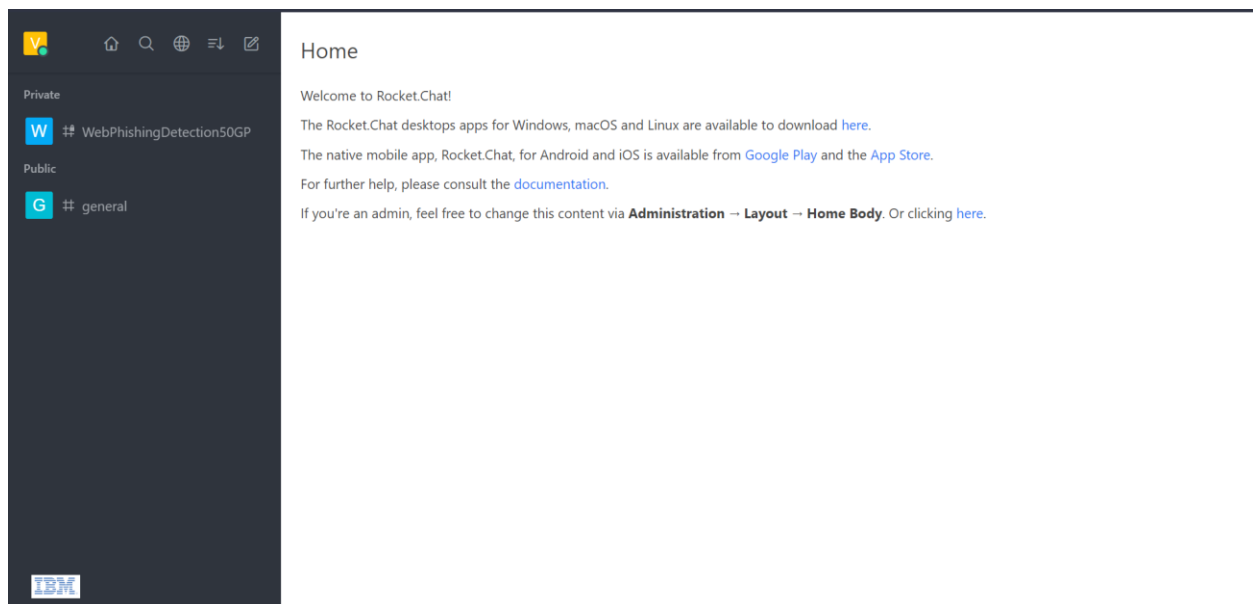 V
Private
W WebPhishingDetection50GP
Public
G general
IBM
Home
Welcome to Rocket.Chat!
The Rocket.Chat desktops apps for Windows, macOS and Linux are available to download here.
The native mobile app, Rocket.Chat, for Android and iOS is available from Google Play and the App Store.
For further help, please consult the documentation.
If you're an admin, feel free to change this content via Administration → Layout → Home Body. Or clicking here.